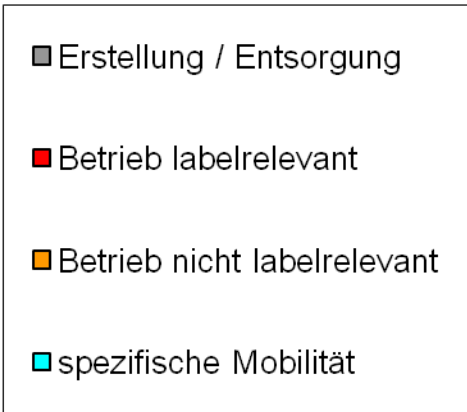 Erstellung / Entsorgung
Betrieb labelrelevant
Betrieb nicht labelrelevant
spezifische Mobilität